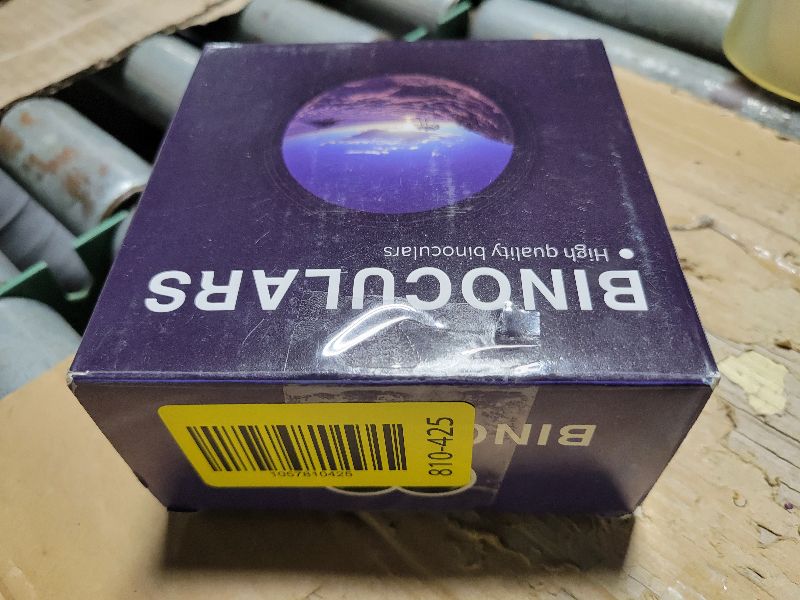 BINOCULARS
● High quality binoculars
BINO
1057810425
810-425